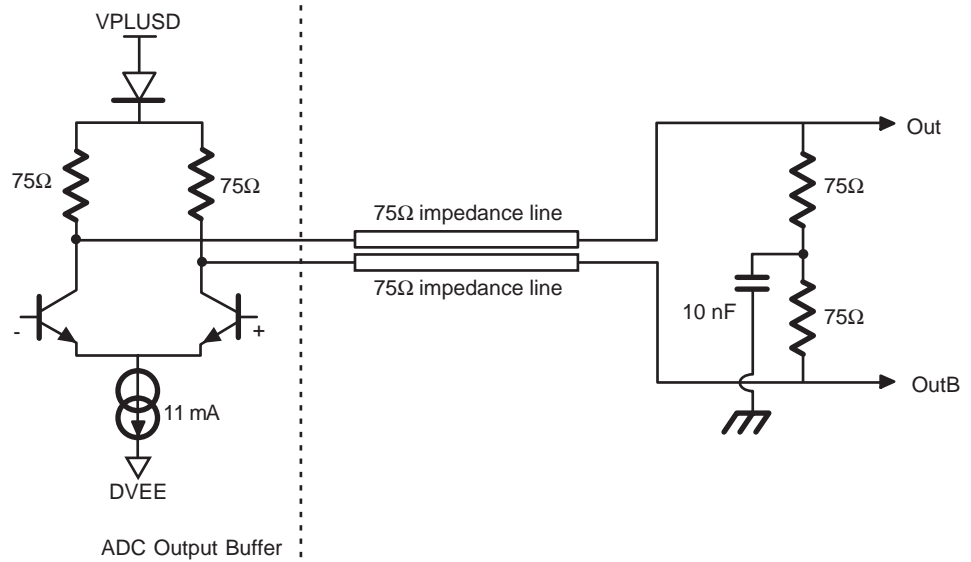 VPLUSD
75Ω
75Ω
75Ω impedance line
75Ω impedance line
Out
75Ω
10 nF
75Ω
OutB
-
+
11 mA
DVEE
ADC Output Buffer